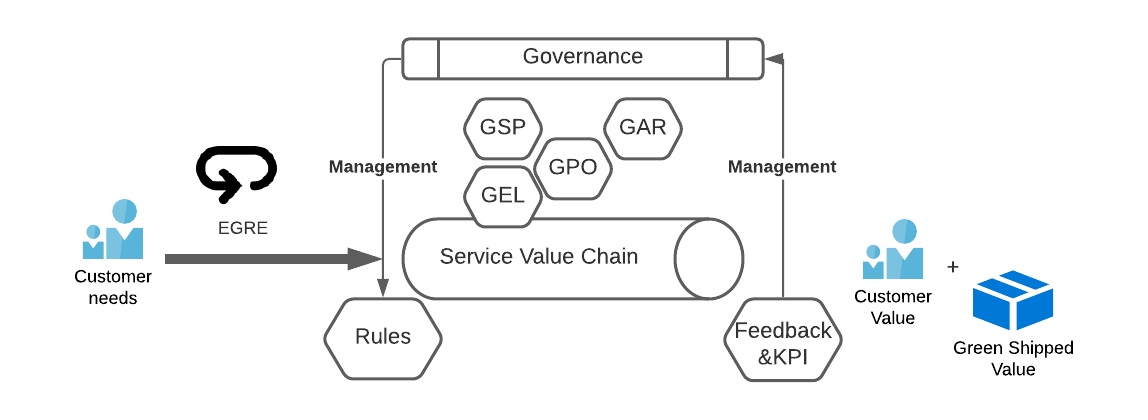 Governance
GSP
GAR
GPO
Management
Management
GEL
EGRE
Service Value Chain
Customer
needs
+
Customer
Value
Rules
Feedback
&KPI
Green Shipped
Value